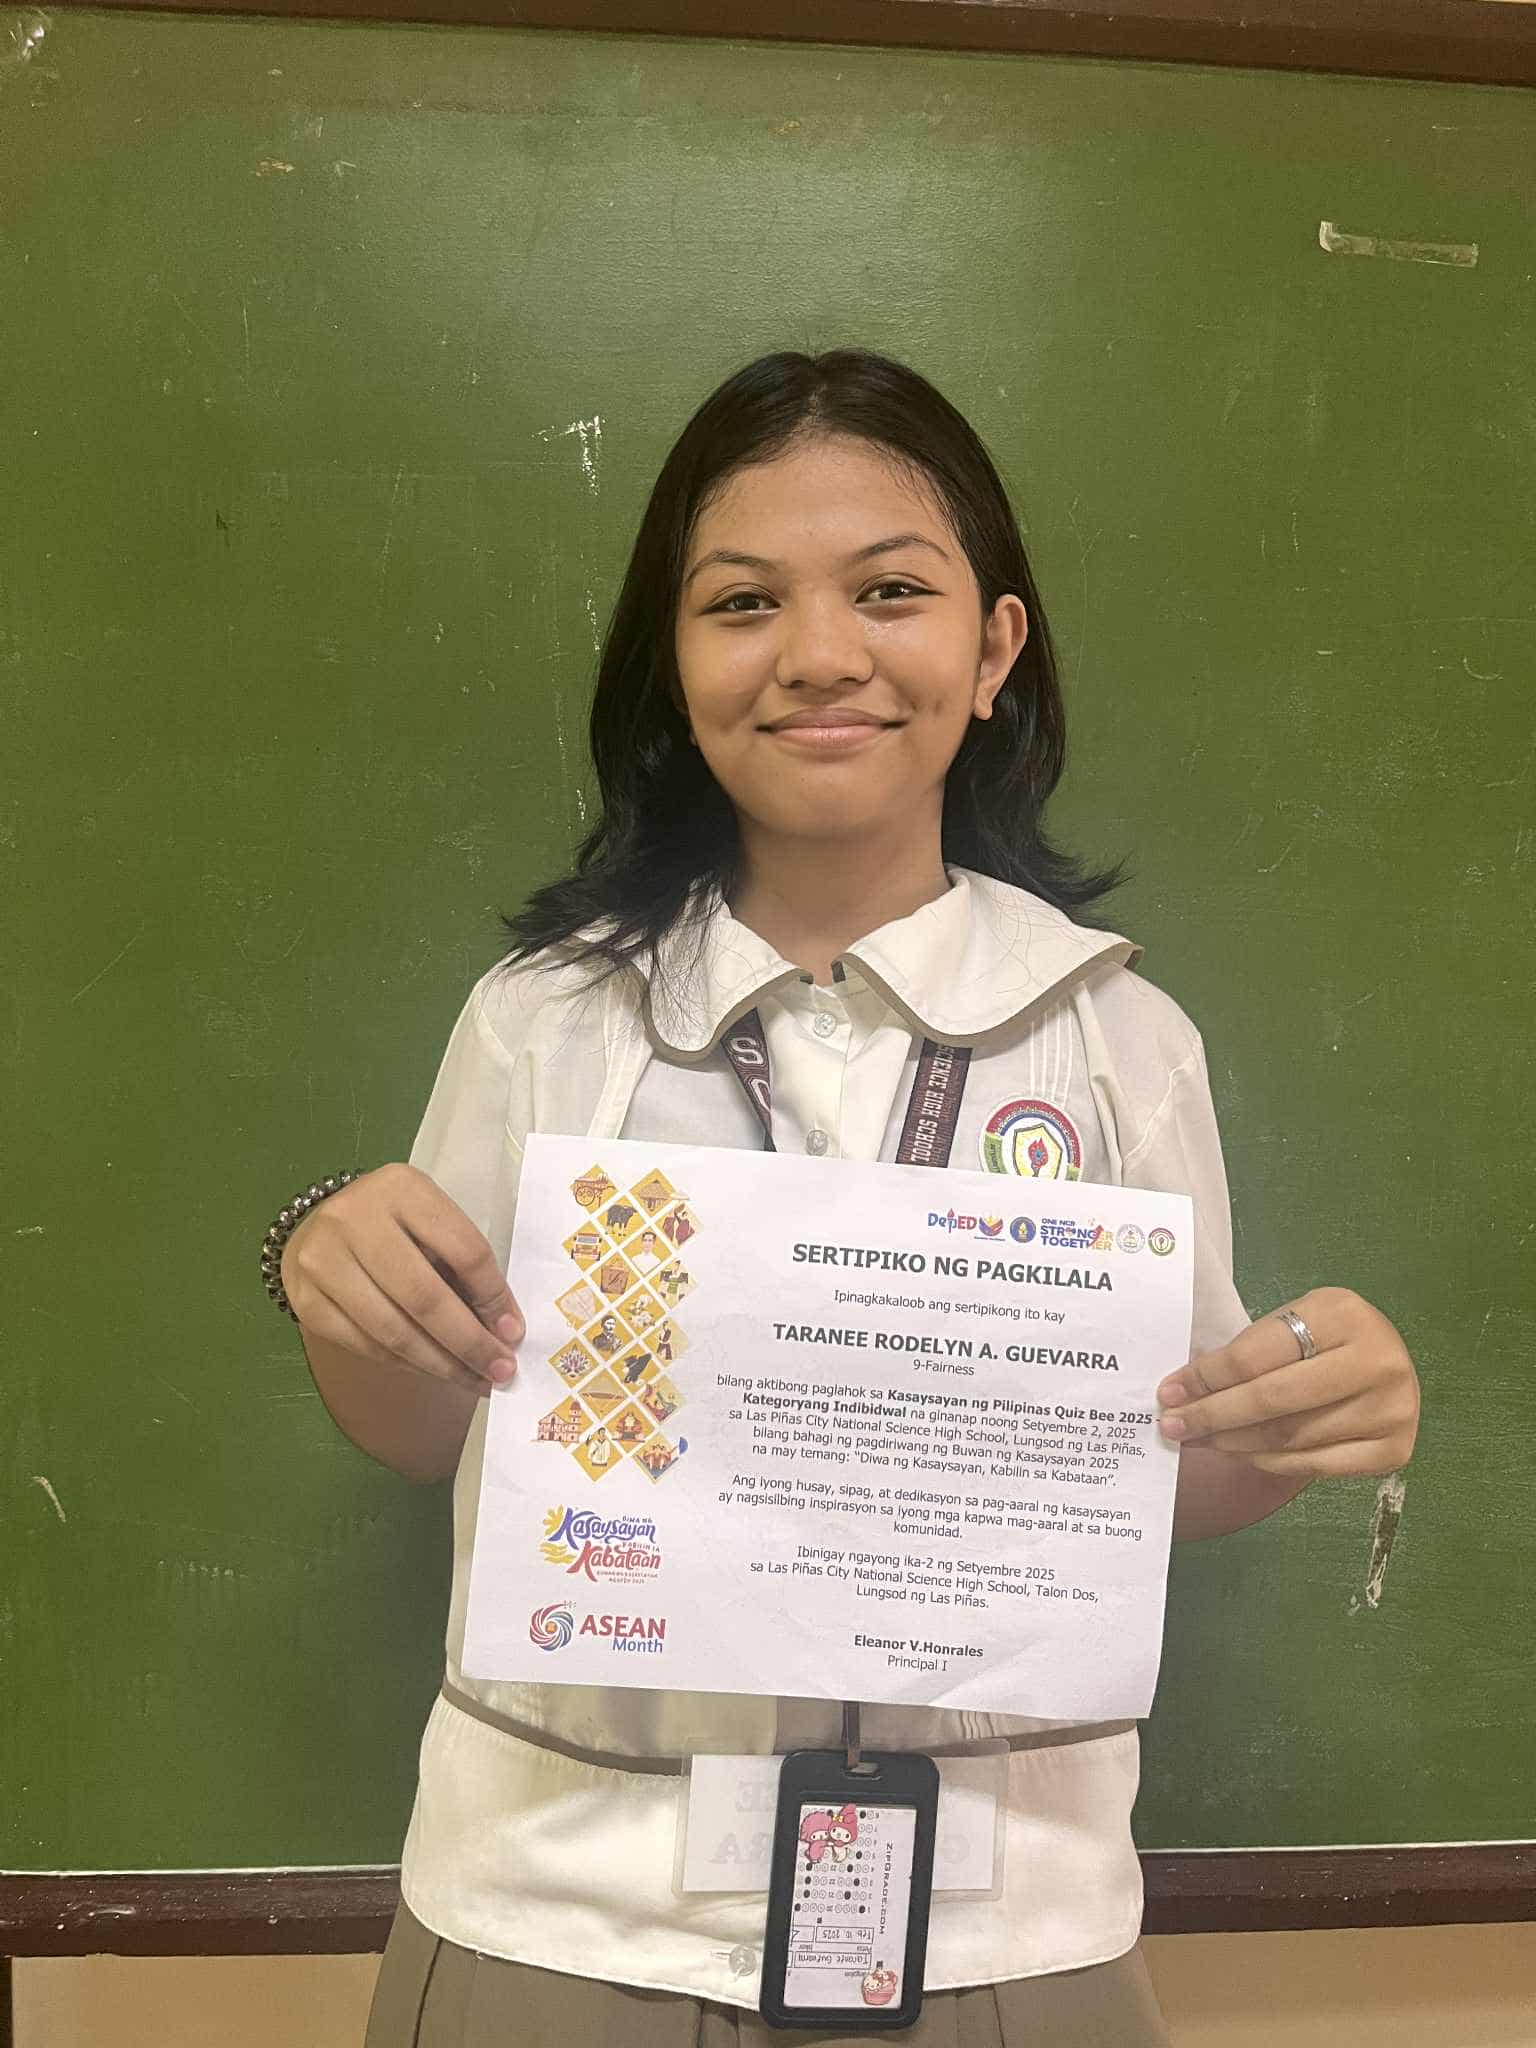 S
SCIENCE HIGH SCHOOL
DepED
ONE NCR
STRONGER
TOGETHER
SERTIPIKO NG PAGKILALA
Ipinagkakaloob ang sertipikong ito kay
TARANEE RODELYN A. GUEVARRA
9-Fairness
bilang aktibong paglahok sa Kasaysayan ng Pilipinas Quiz Bee 2025 -
Kategoryang Indibidwal na ginanap noong Setyembre 2, 2025
sa Las Piñas City National Science High School, Lungsod ng Las Piñas,
bilang bahagi ng pagdiriwang ng Buwan ng Kasaysayan 2025
na may temang: "Diwa ng Kasaysayan, Kabilin sa Kabataan".
Ang iyong husay, sipag, at dedikasyon sa pag-aaral ng kasaysayan
ay nagsisilbing inspirasyon sa iyong mga kapwa mag-aaral at sa buong
komunidad.
Ibinigay ngayong ika-2 ng Setyembre 2025
sa Las Piñas City National Science High School, Talon Dos,
Lungsod ng Las Piñas.
Eleanor V.Honrales
Principal I
DIWA NG
Kasaysayan
KABILIN SA
Kabataan
ASEAN
Month
ZIPGRADE.COM
Feb. 10, 2025
Taranee Guevarra